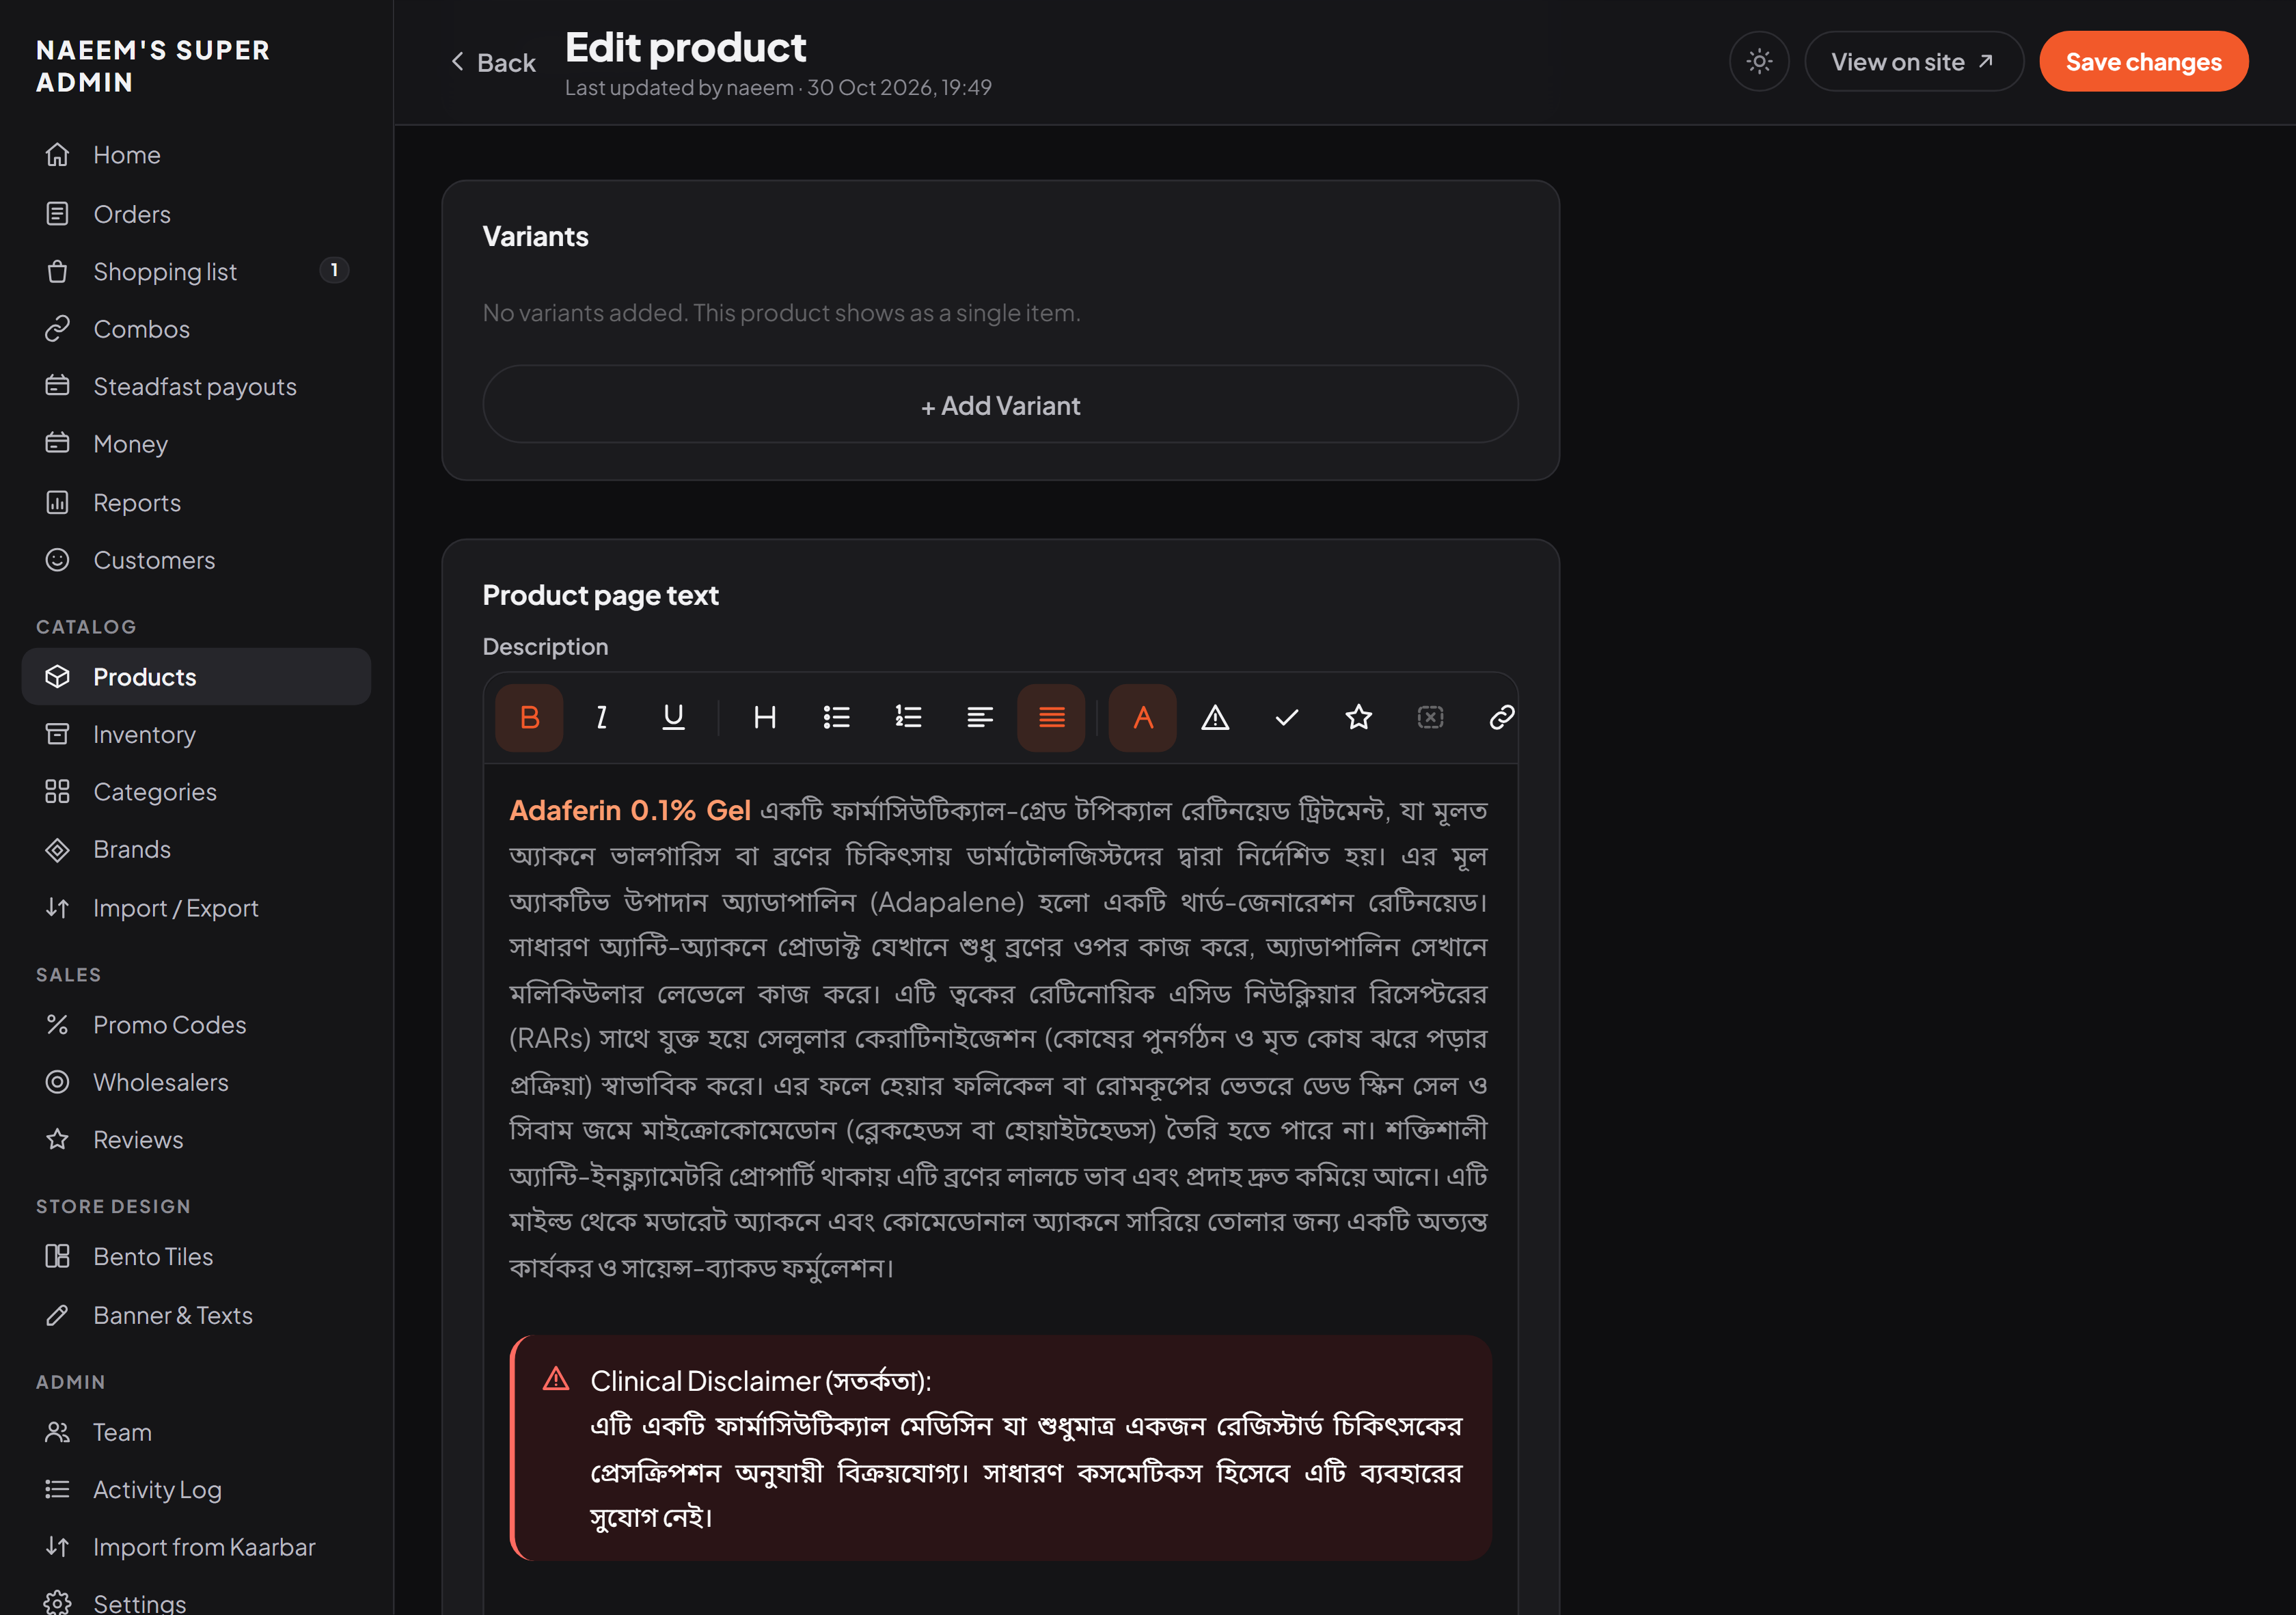 NAEEM'S SUPER
ADMIN
Home
Orders
Shopping list 1
Combos
Steadfast payouts
Money
Reports
Customers
CATALOG
Products
Inventory
Categories
Brands
Import / Export
SALES
Promo Codes
Wholesalers
Reviews
STORE DESIGN
Bento Tiles
Banner & Texts
ADMIN
Team
Activity Log
Import from Kaarbar
Settings
Back
Edit product
Last updated by naeem · 30 Oct 2026, 19:49
View on site ↗
Save changes
Variants
No variants added. This product shows as a single item.
+ Add Variant
Product page text
Description
B I U H A
Adaferin 0.1% Gel একটি ফার্মাসিউটিক্যাল-গ্রেড টপিক্যাল রেটিনয়েড ট্রিটমেন্ট, যা মূলত
অ্যাকনে ভালগারিস বা ব্রণের চিকিৎসায় ডার্মাটোলজিস্টদের দ্বারা নির্দেশিত হয়। এর মূল
অ্যাকটিভ উপাদান অ্যাডাপালিন (Adapalene) হলো একটি থার্ড-জেনারেশন রেটিনয়েড।
সাধারণ অ্যান্টি-অ্যাকনে প্রোডাক্ট যেখানে শুধু ব্রণের ওপর কাজ করে, অ্যাডাপালিন সেখানে
মলিকিউলার লেভেলে কাজ করে। এটি ত্বকের রেটিনোয়িক এসিড নিউক্লিয়ার রিসেপ্টরের
(RARs) সাথে যুক্ত হয়ে সেলুলার কেরাটিনাইজেশন (কোষের পুনর্গঠন ও মৃত কোষ ঝরে পড়ার
প্রক্রিয়া) স্বাভাবিক করে। এর ফলে হেয়ার ফলিকেল বা রোমকূপের ভেতরে ডেড স্কিন সেল ও
সিবাম জমে মাইক্রোকোমেডোন (ব্লেকহেডস বা হোয়াইটহেডস) তৈরি হতে পারে না। শক্তিশালী
অ্যান্টি-ইনফ্ল্যামেটরি প্রোপার্টি থাকায় এটি ব্রণের লালচে ভাব এবং প্রদাহ দ্রুত কমিয়ে আনে। এটি
মাইল্ড থেকে মডারেট অ্যাকনে এবং কোমেডোনাল অ্যাকনে সারিয়ে তোলার জন্য একটি অত্যন্ত
কার্যকর ও সায়েন্স-ব্যাকড ফর্মুলেশন।
Clinical Disclaimer (সতর্কতা):
এটি একটি ফার্মাসিউটিক্যাল মেডিসিন যা শুধুমাত্র একজন রেজিস্টার্ড চিকিৎসকের
প্রেসক্রিপশন অনুযায়ী বিক্রয়যোগ্য। সাধারণ কসমেটিকস হিসেবে এটি ব্যবহারের
সুযোগ নেই।